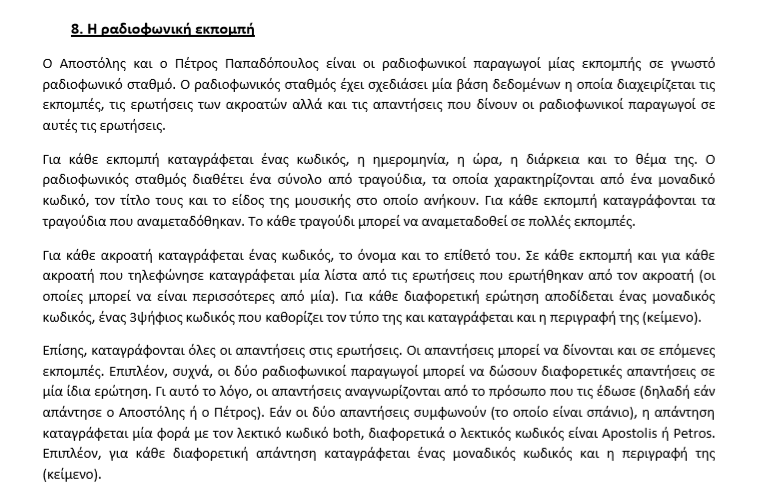 8. Η ραδιοφωνική εκπομπή
Ο Αποστόλης και ο Πέτρος Παπαδόπουλος είναι οι ραδιοφωνικοί παραγωγοί μίας εκπομπής σε γνωστό
ραδιοφωνικό σταθμό. Ο ραδιοφωνικός σταθμός έχει σχεδιάσει μία βάση δεδομένων η οποία διαχειρίζεται τις
εκπομπές, τις ερωτήσεις των ακροατών αλλά και τις απαντήσεις που δίνουν οι ραδιοφωνικοί παραγωγοί σε
αυτές τις ερωτήσεις.
Για κάθε εκπομπή καταγράφεται ένας κωδικός, η ημερομηνία, η ώρα, η διάρκεια και το θέμα της. Ο
ραδιοφωνικός σταθμός διαθέτει ένα σύνολο από τραγούδια, τα οποία χαρακτηρίζονται από ένα μοναδικό
κωδικό, τον τίτλο τους και το είδος της μουσικής στο οποίο ανήκουν. Για κάθε εκπομπή καταγράφονται τα
τραγούδια που αναμεταδόθηκαν. Το κάθε τραγούδι μπορεί να αναμεταδοθεί σε πολλές εκπομπές.
Για κάθε ακροατή καταγράφεται ένας κωδικός, το όνομα και το επίθετό του. Σε κάθε εκπομπή και για κάθε
ακροατή που τηλεφώνησε καταγράφεται μία λίστα από τις ερωτήσεις που ερωτήθηκαν από τον ακροατή (οι
οποίες μπορεί να είναι περισσότερες από μία). Για κάθε διαφορετική ερώτηση αποδίδεται ένας μοναδικός
κωδικός, ένας 3ψήφιος κωδικός που καθορίζει τον τύπο της και καταγράφεται και η περιγραφή της (κείμενο).
Επίσης, καταγράφονται όλες οι απαντήσεις στις ερωτήσεις. Οι απαντήσεις μπορεί να δίνονται και σε επόμενες
εκπομπές. Επιπλέον, συχνά, οι δύο ραδιοφωνικοί παραγωγοί μπορεί να δώσουν διαφορετικές απαντήσεις σε
μία ίδια ερώτηση. Γι αυτό το λόγο, οι απαντήσεις αναγνωρίζονται από το πρόσωπο που τις έδωσε (δηλαδή εάν
απάντησε ο Αποστόλης ή ο Πέτρος). Εάν οι δύο απαντήσεις συμφωνούν (το οποίο είναι σπάνιο), η απάντηση
καταγράφεται μία φορά με τον λεκτικό κωδικό both, διαφορετικά ο λεκτικός κωδικός είναι Apostolis ή Petros.
Επιπλέον, για κάθε διαφορετική απάντηση καταγράφεται ένας μοναδικός κωδικός και η περιγραφή της
(κείμενο).